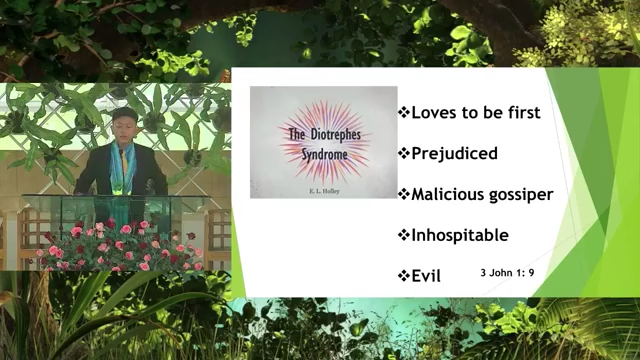 The Diotrephes
Syndrome
E. L. Holley
❖Loves to be first
❖Prejudiced
❖Malicious gossiper
❖Inhospitable
❖Evil
3 John 1: 9